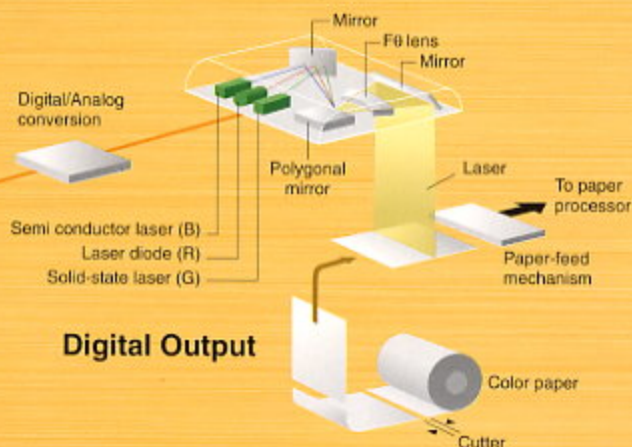 Mirror
Fθ lens
Mirror
Digital/Analog
conversion
Polygonal
mirror
Laser
To paper
processor
Semi conductor laser (B)
Laser diode (R)
Solid-state laser (G)
Paper-feed
mechanism
Digital Output
Color paper
Cutter